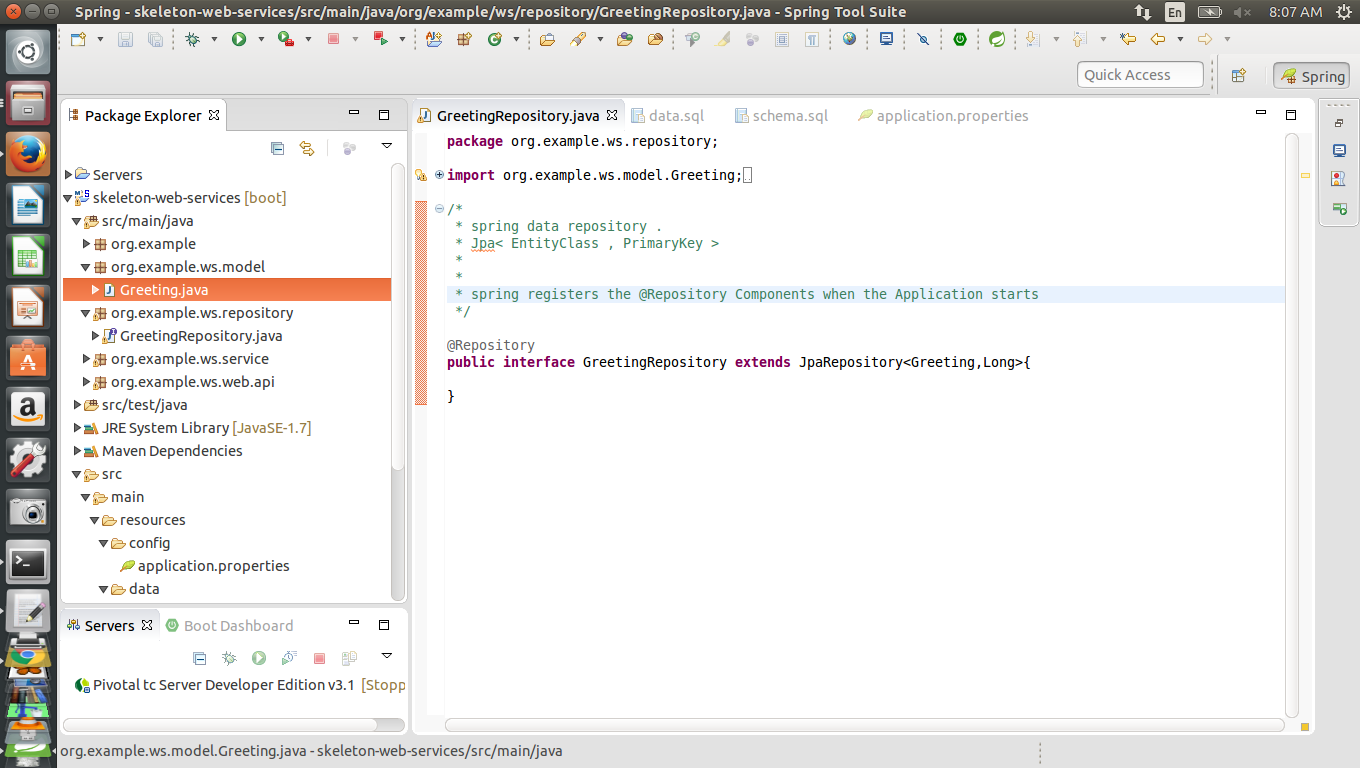 Spring - skeleton-web-services/src/main/java/org/example/ws/repository/GreetingRepository.java - Spring Tool Suite
En
8:07 AM
Quick Access
Spring
Package Explorer
Servers
skeleton-web-services [boot]
src/main/java
org.example
org.example.ws.model
Greeting.java
org.example.ws.repository
GreetingRepository.java
org.example.ws.service
org.example.ws.web.api
src/test/java
JRE System Library [JavaSE-1.7]
Maven Dependencies
src
main
resources
config
application.properties
data
GreetingRepository.java
data.sql
schema.sql
application.properties
package org.example.ws.repository;
import org.example.ws.model.Greeting;
/*
* spring data repository .
* Jpa< EntityClass , PrimaryKey >
*
*
* spring registers the @Repository Components when the Application starts
*/
@Repository
public interface GreetingRepository extends JpaRepository<Greeting,Long>{
}
Servers
Boot Dashboard
Pivotal tc Server Developer Edition v3.1 [Stopp
org.example.ws.model.Greeting.java - skeleton-web-services/src/main/java